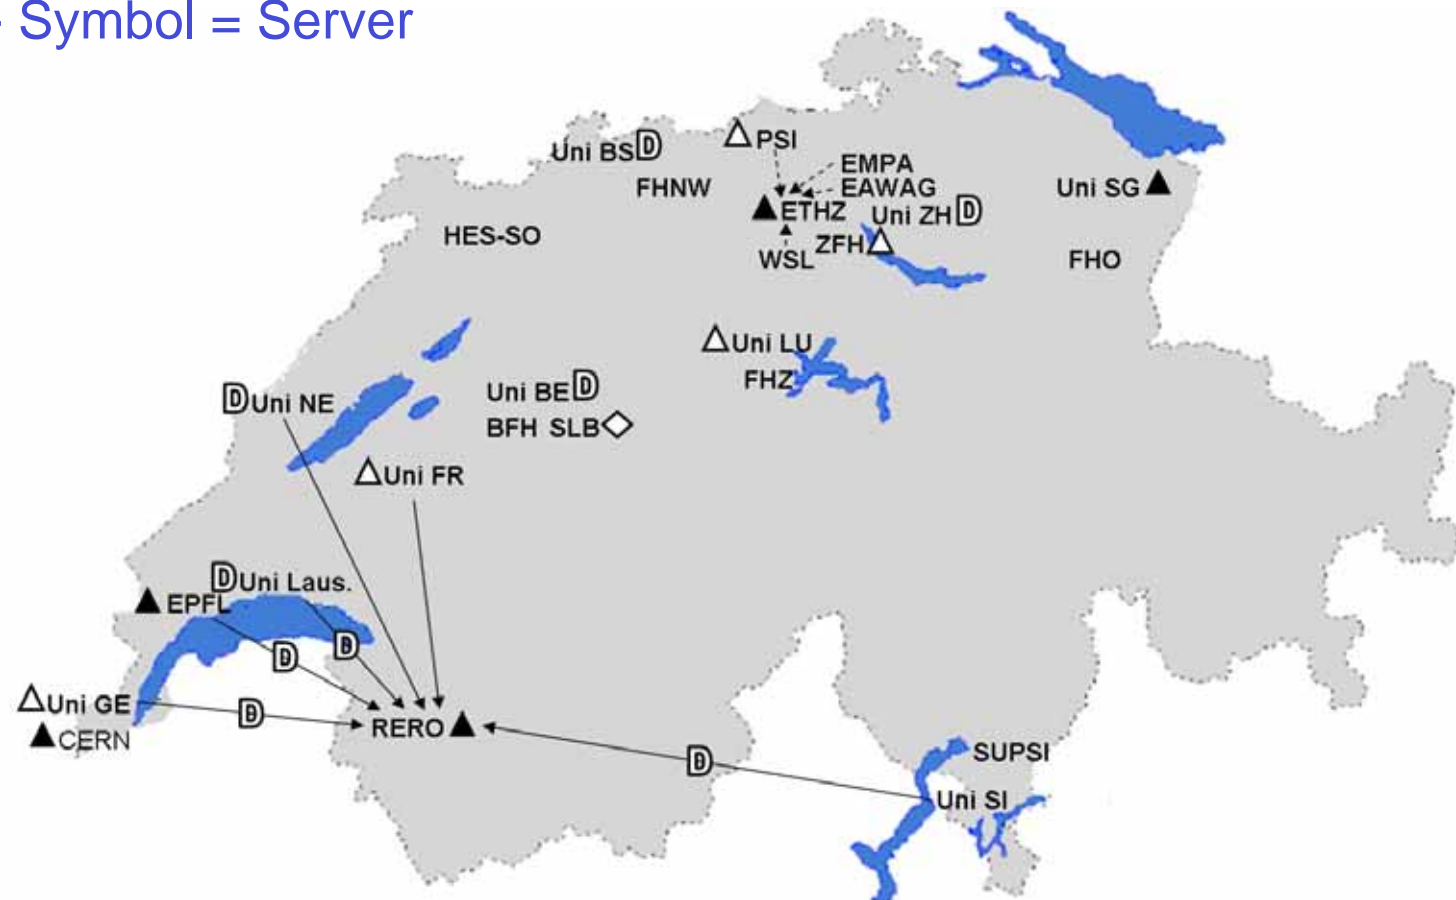 - Symbol = Server
Uni BS D
PSI
EMPA
FHNW
EAWAG
Uni SG
ETHZ
Uni ZH D
HES-SO
ZFH
WSL
FHO
Uni LU
FHZ
Uni BE D
D Uni NE
BFH SLB
Uni FR
D Uni Laus.
EPFL
D
D
Uni GE
D
RERO
CERN
D
SUPSI
Uni SI